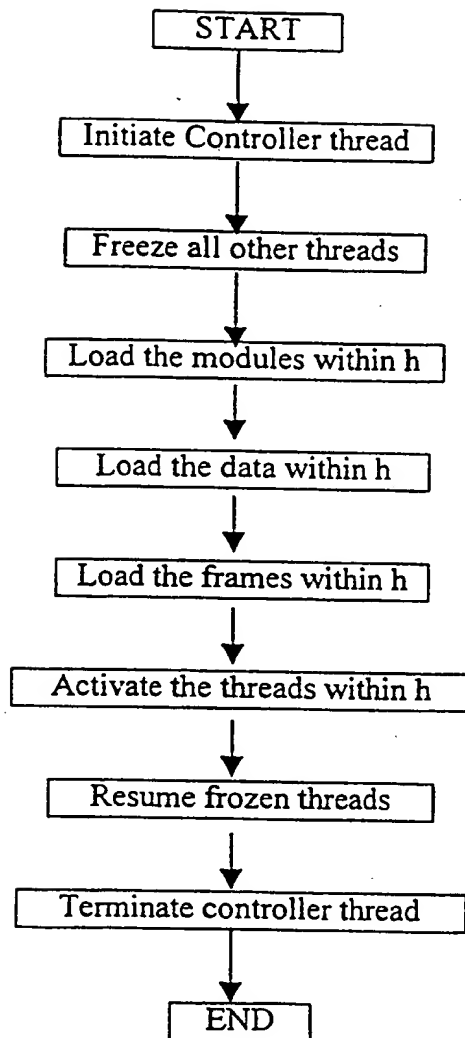 START
Initiate Controller thread
Freeze all other threads
Load the modules within h
Load the data within h
Load the frames within h
Activate the threads within h
Resume frozen threads
Terminate controller thread
END